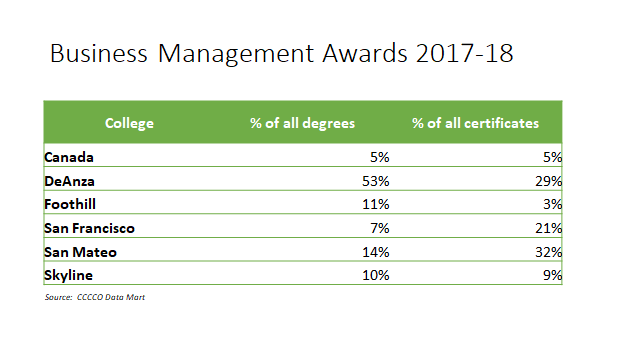 Business Management Awards 2017-18
College % of all degrees % of all certificates
Canada 5% 5%
DeAnza 53% 29%
Foothill 11% 3%
San Francisco 7% 21%
San Mateo 14% 32%
Skyline 10% 9%
Source: CCCCO Data Mart